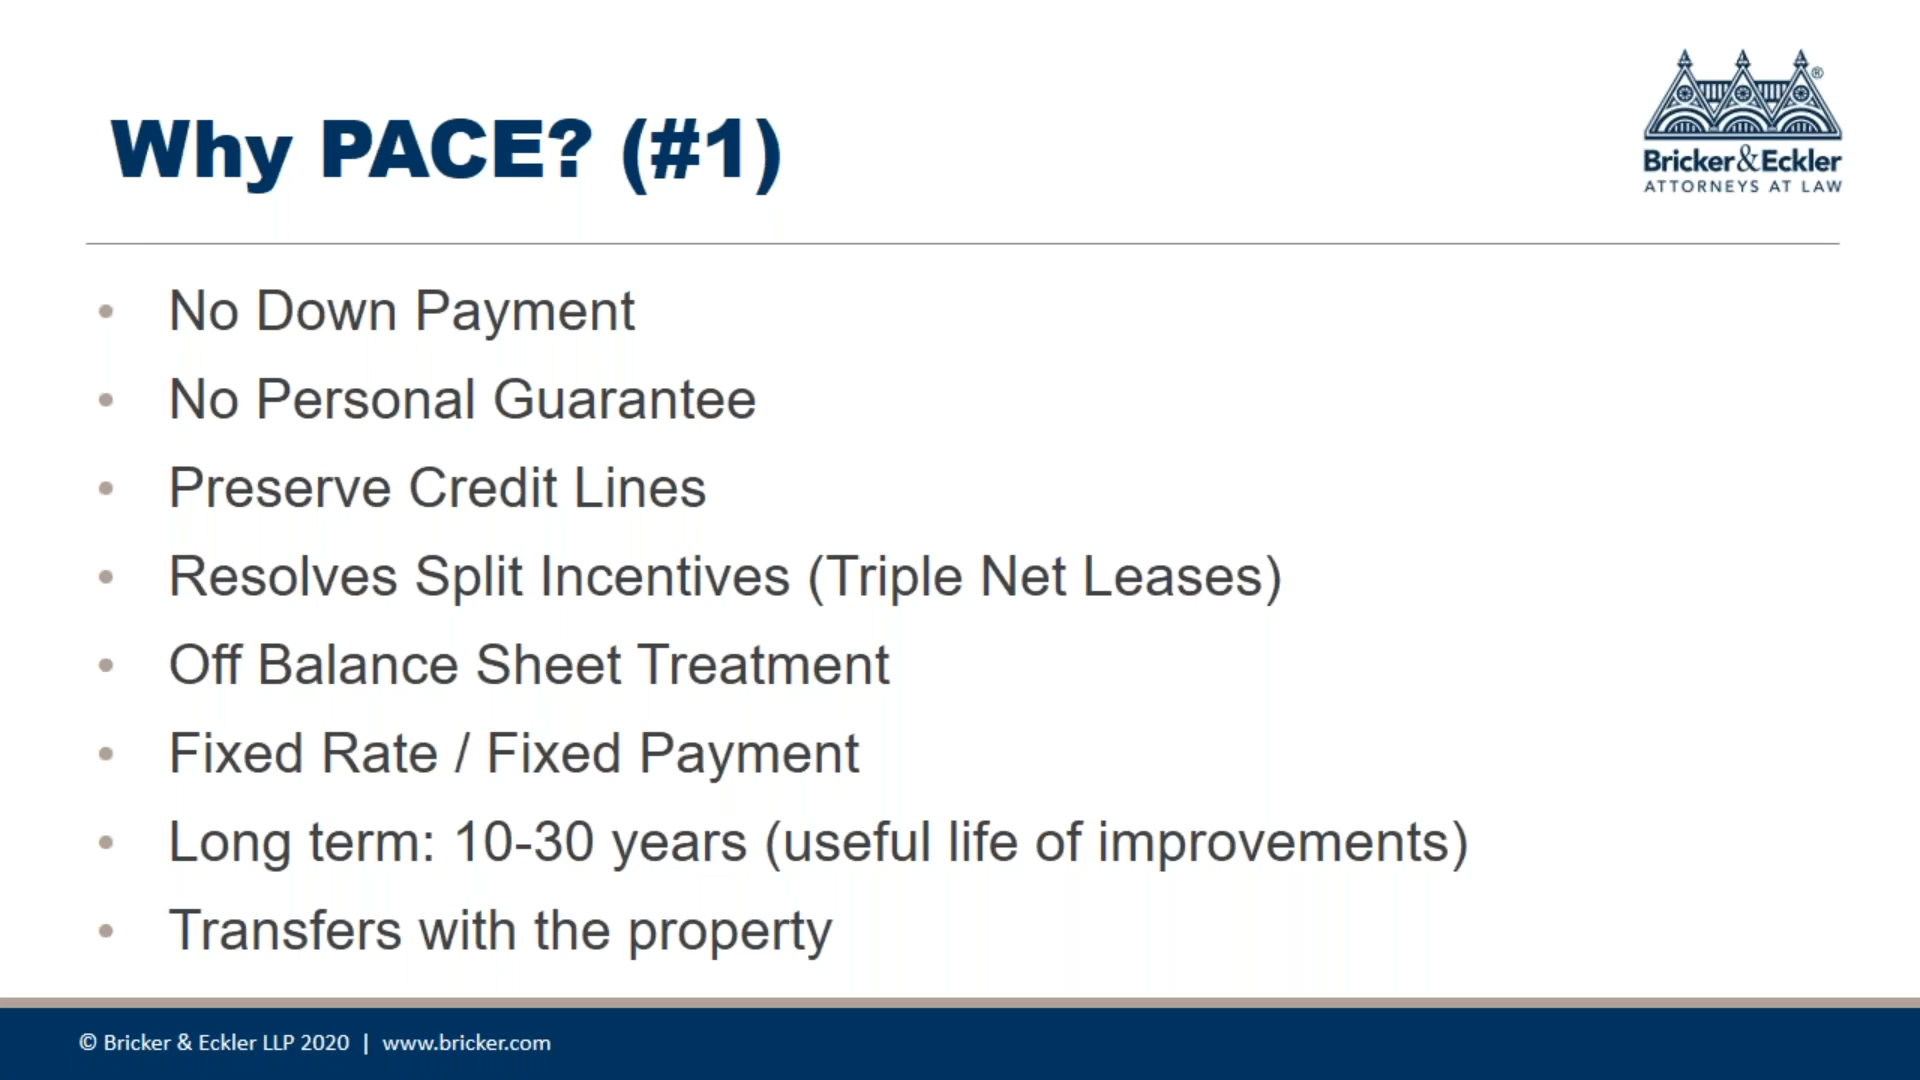 Why PACE? (#1)
®
Bricker&Eckler
ATTORNEYS AT LAW
• No Down Payment
• No Personal Guarantee
• Preserve Credit Lines
• Resolves Split Incentives (Triple Net Leases)
• Off Balance Sheet Treatment
• Fixed Rate / Fixed Payment
• Long term: 10-30 years (useful life of improvements)
• Transfers with the property
© Bricker & Eckler LLP 2020 | www.bricker.com